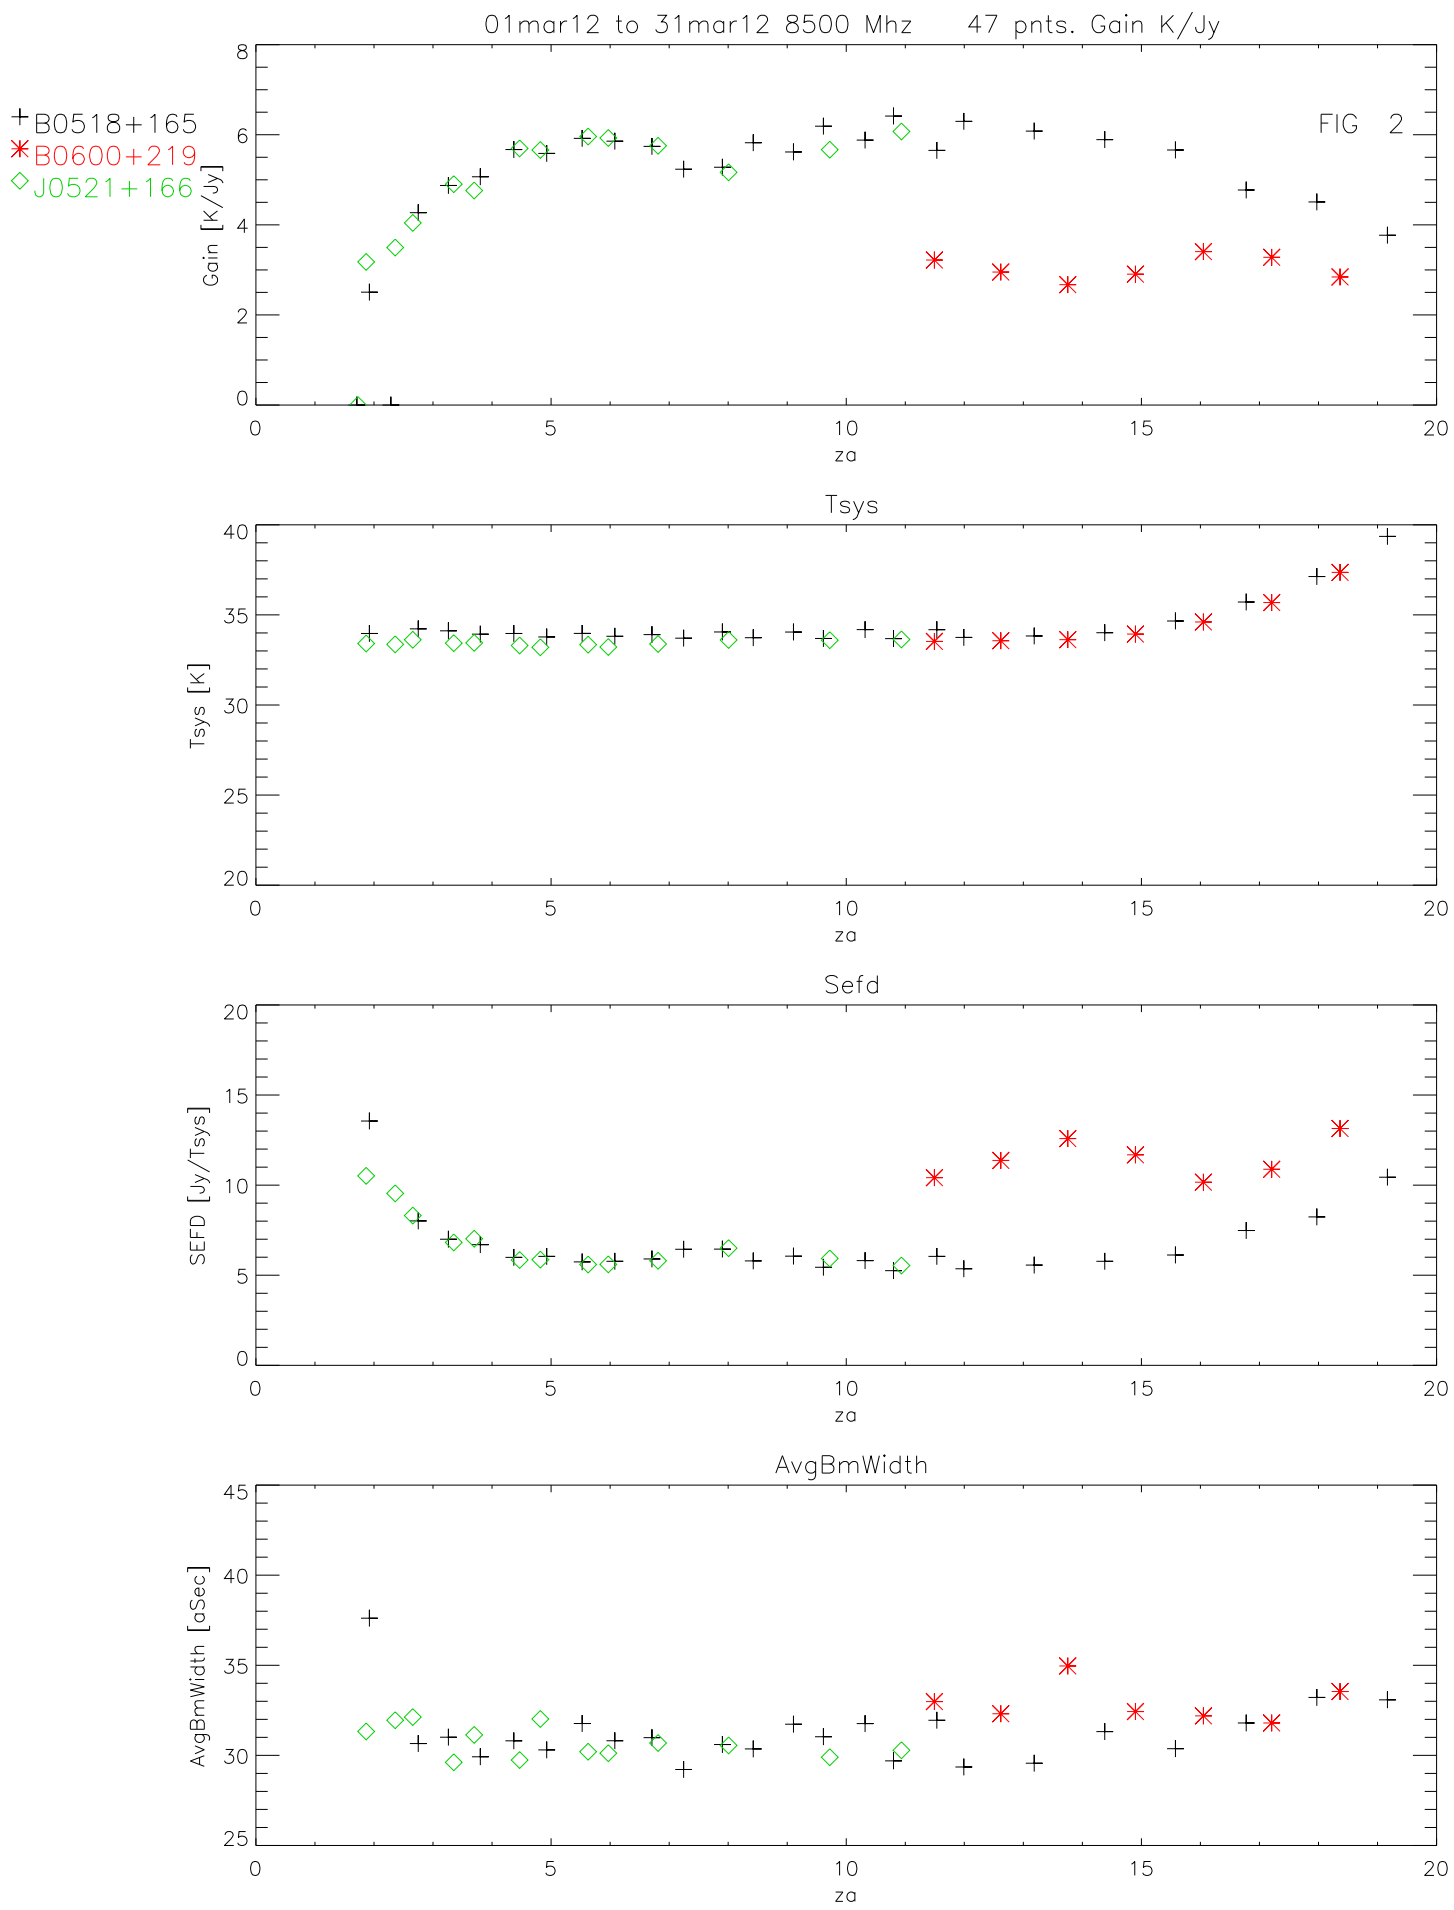 01mar12 to 31mar12 8500 Mhz 47 pnts. Gain K/Jy
B0518+165
B0600+219
J0521+166
FIG 2
Gain [K/Jy]
8
6
4
2
0
0 5 10 15 20
za
Tsys
Tsys [K]
40
35
30
25
20
0 5 10 15 20
za
Sefd
SEFD [Jy/Tsys]
20
15
10
5
0
0 5 10 15 20
za
AvgBmWidth
AvgBmWidth [aSec]
45
40
35
30
25
0 5 10 15 20
za